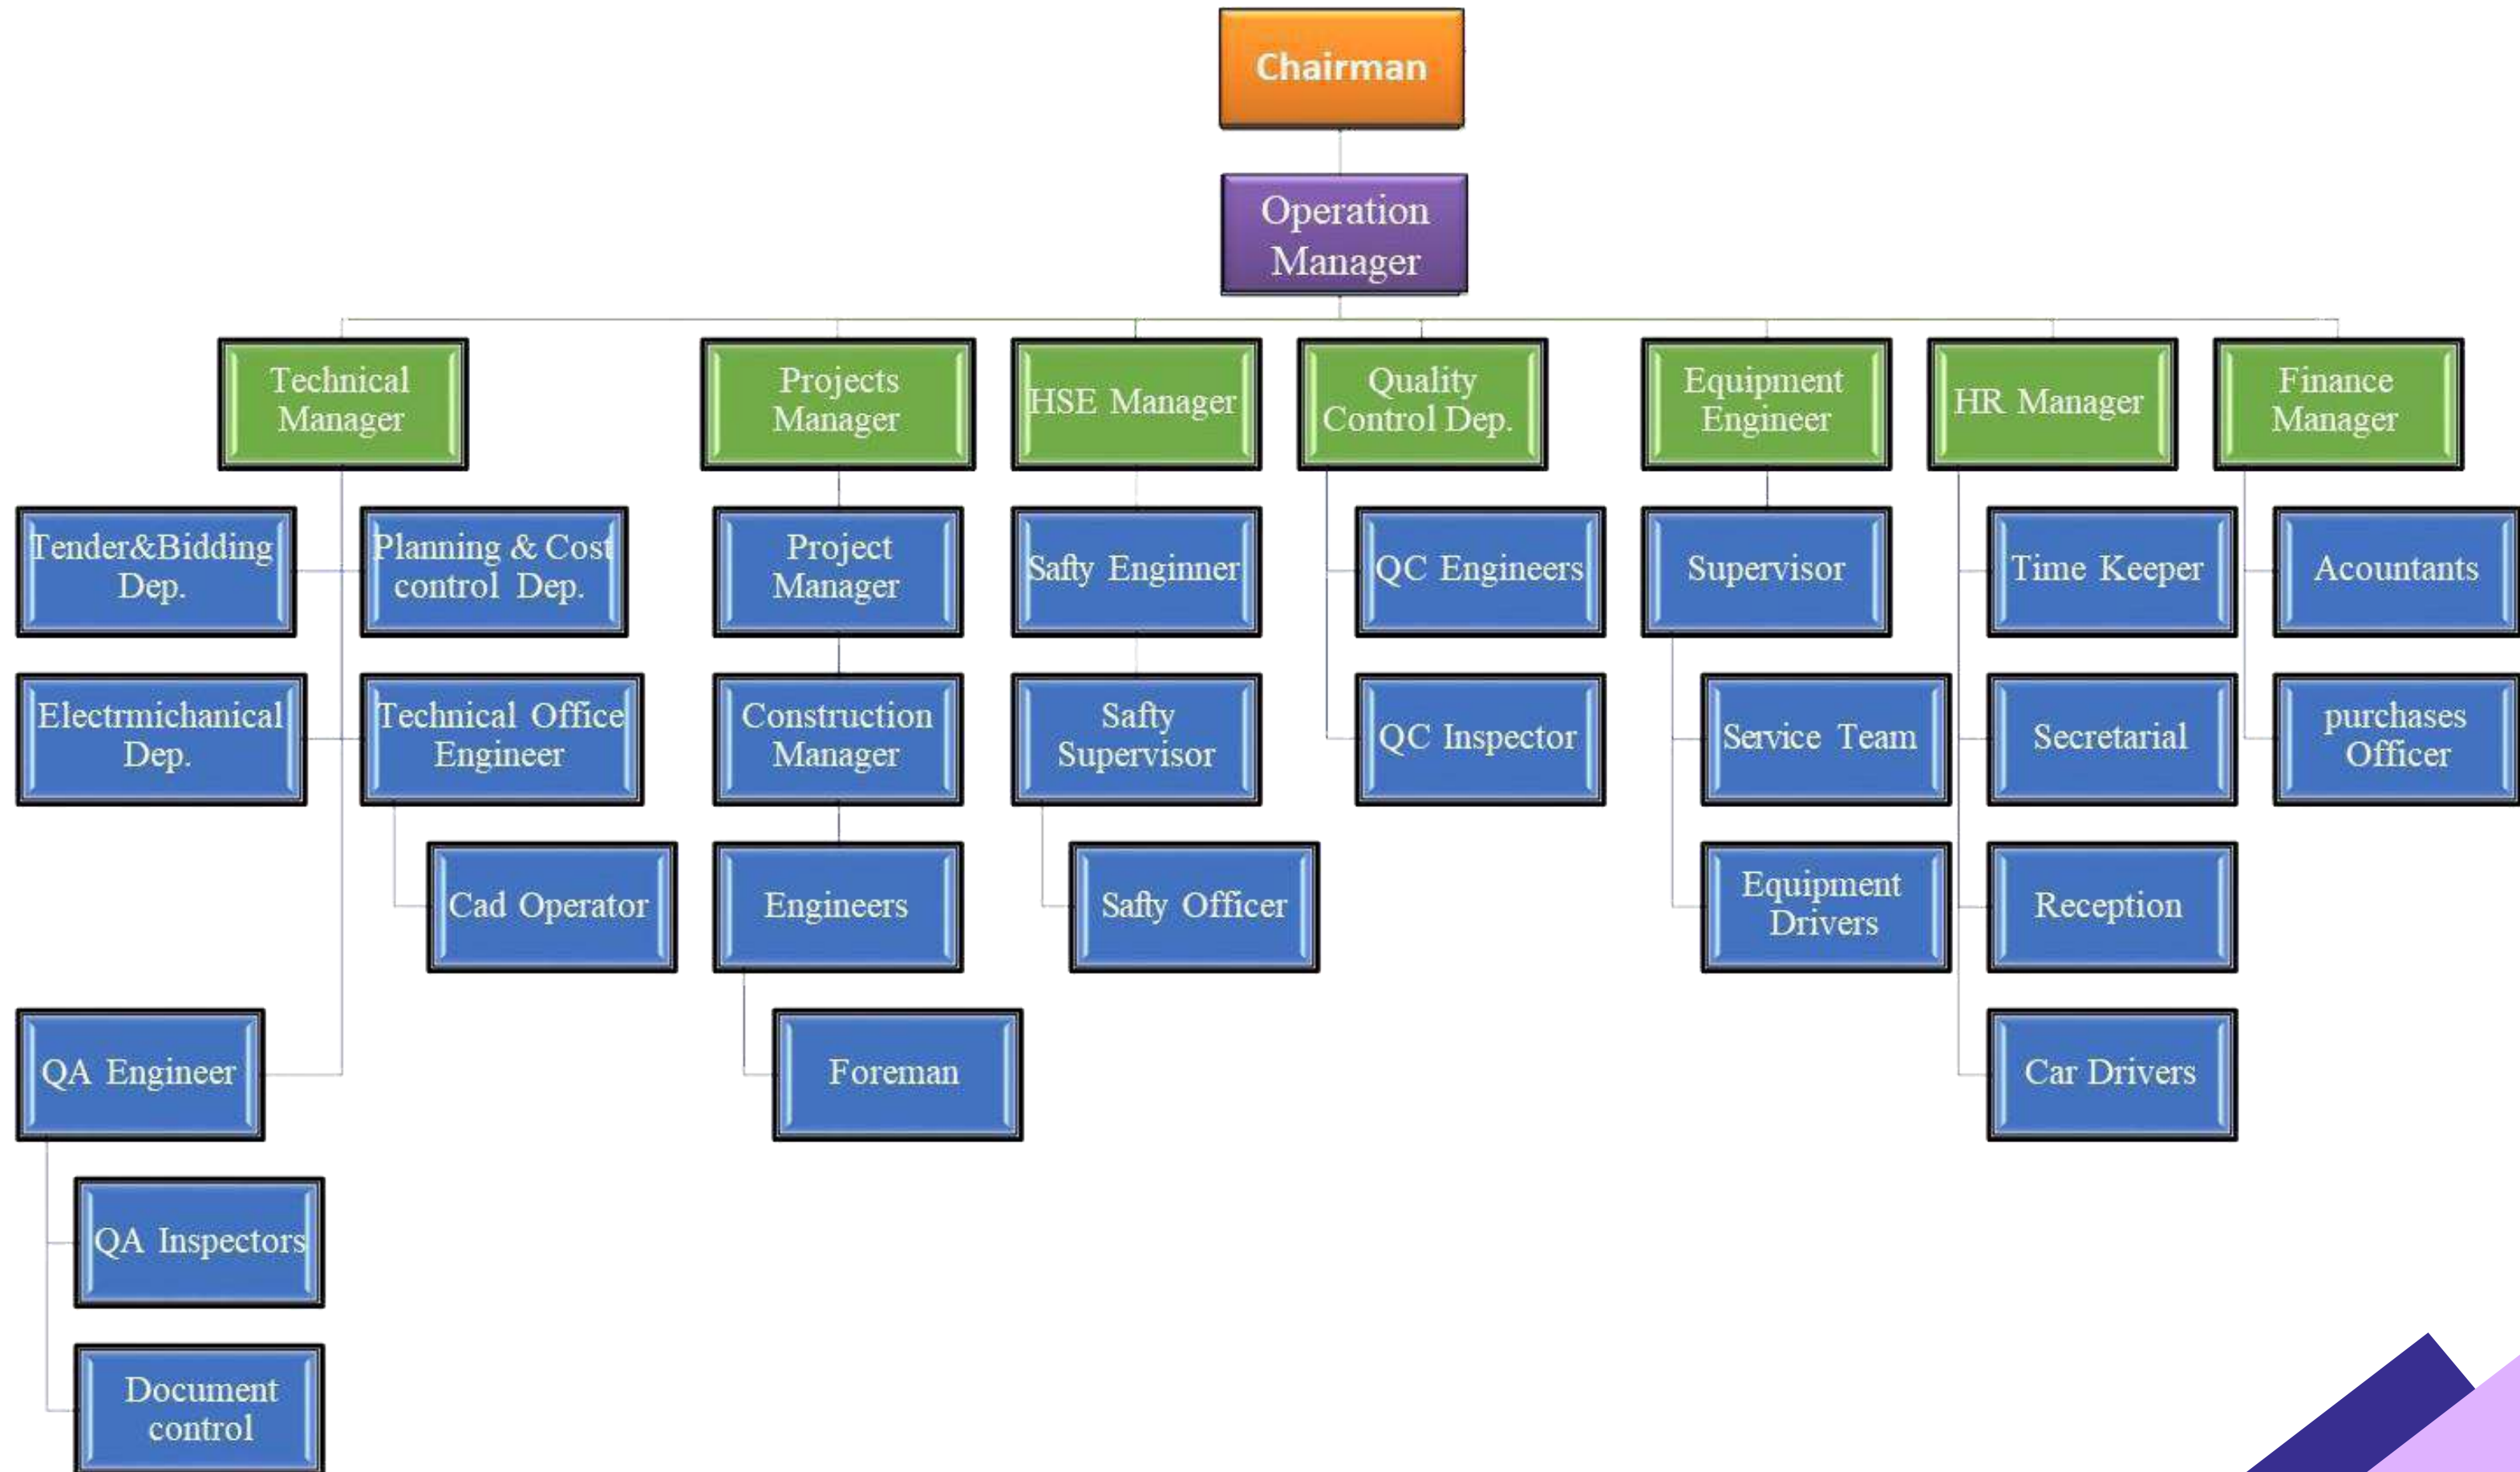 Chairman
Operation
Manager
Technical
Manager
Projects
Manager
HSE Manager
Quality
Control Dep.
Equipment
Engineer
HR Manager
Finance
Manager
Tender&Bidding
Dep.
Planning & Cost
control Dep.
Project
Manager
Safty Enginner
QC Engineers
Supervisor
Time Keeper
Acountants
Electrmichanical
Dep.
Technical Office
Engineer
Construction
Manager
Safty
Supervisor
QC Inspector
Service Team
Secretarial
purchases
Officer
Cad Operator
Engineers
Safty Officer
Equipment
Drivers
Reception
QA Engineer
Foreman
Car Drivers
QA Inspectors
Document
control